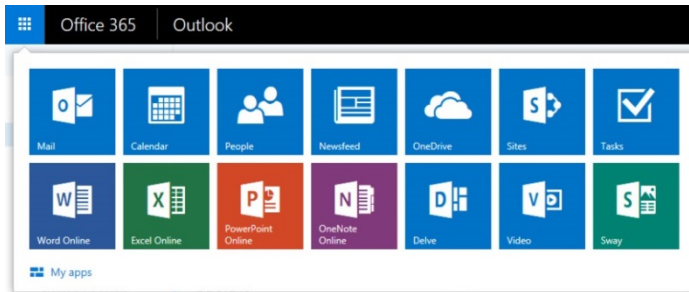 Office 365 Outlook
Mail Calendar People Newsfeed OneDrive Sites Tasks
Word Online Excel Online PowerPoint Online OneNote Online Delve Video Sway
My apps